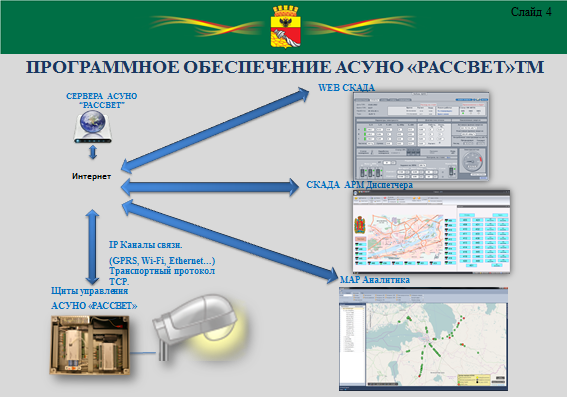 Слайд 4
ПРОГРАММНОЕ ОБЕСПЕЧЕНИЕ АСУНО «РАССВЕТ»ТМ
WEB СКАДА
СЕРВЕРА АСУНО
“РАССВЕТ”
Интернет
СКАДА АРМ Диспетчера
IP Каналы связи.
(GPRS, Wi-Fi, Ethernet…)
Транспортный протокол
TCP.
МАР Аналитика
Щиты управления
АСУНО «РАССВЕТ»